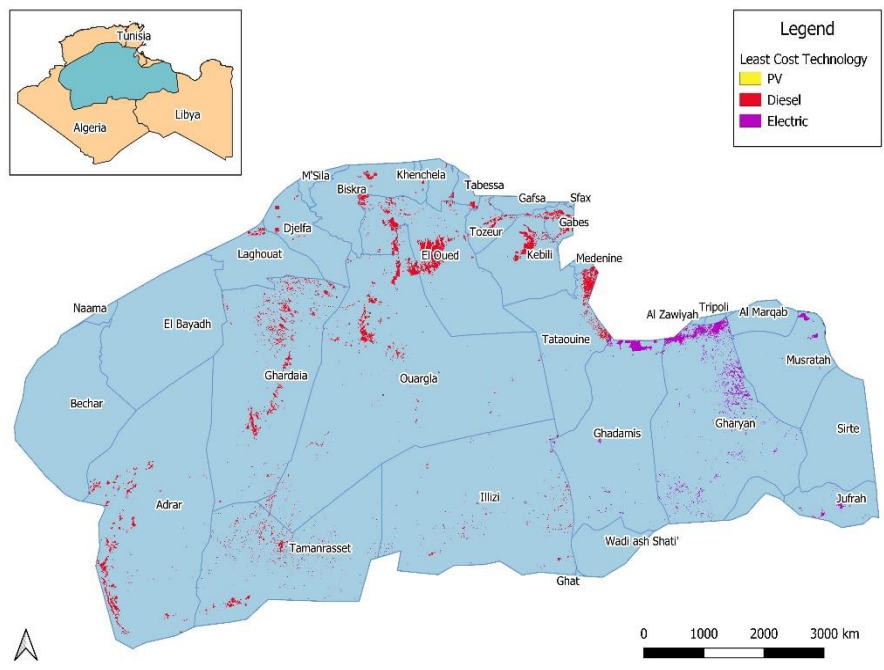 Tunisia
Algeria
Libya
Legend
Least Cost Technology
PV
Diesel
Electric
M'Sila
Khenchela
Biskra
Tabessa
Gafsa
Sfax
Djelfa
Gabes
Tozeur
Laghouat
El Oued
Kebili
Medenine
Naama
Al Zawiyah
Tripoli
Al Marqab
El Bayadh
Tataouine
Musratah
Ghardaia
Ouargla
Bechar
Gharyan
Ghadamis
Sirte
Adrar
Illizi
Jufrah
Tamanrasset
Wadi ash Shati'
Ghat
0 1000 2000 3000 km